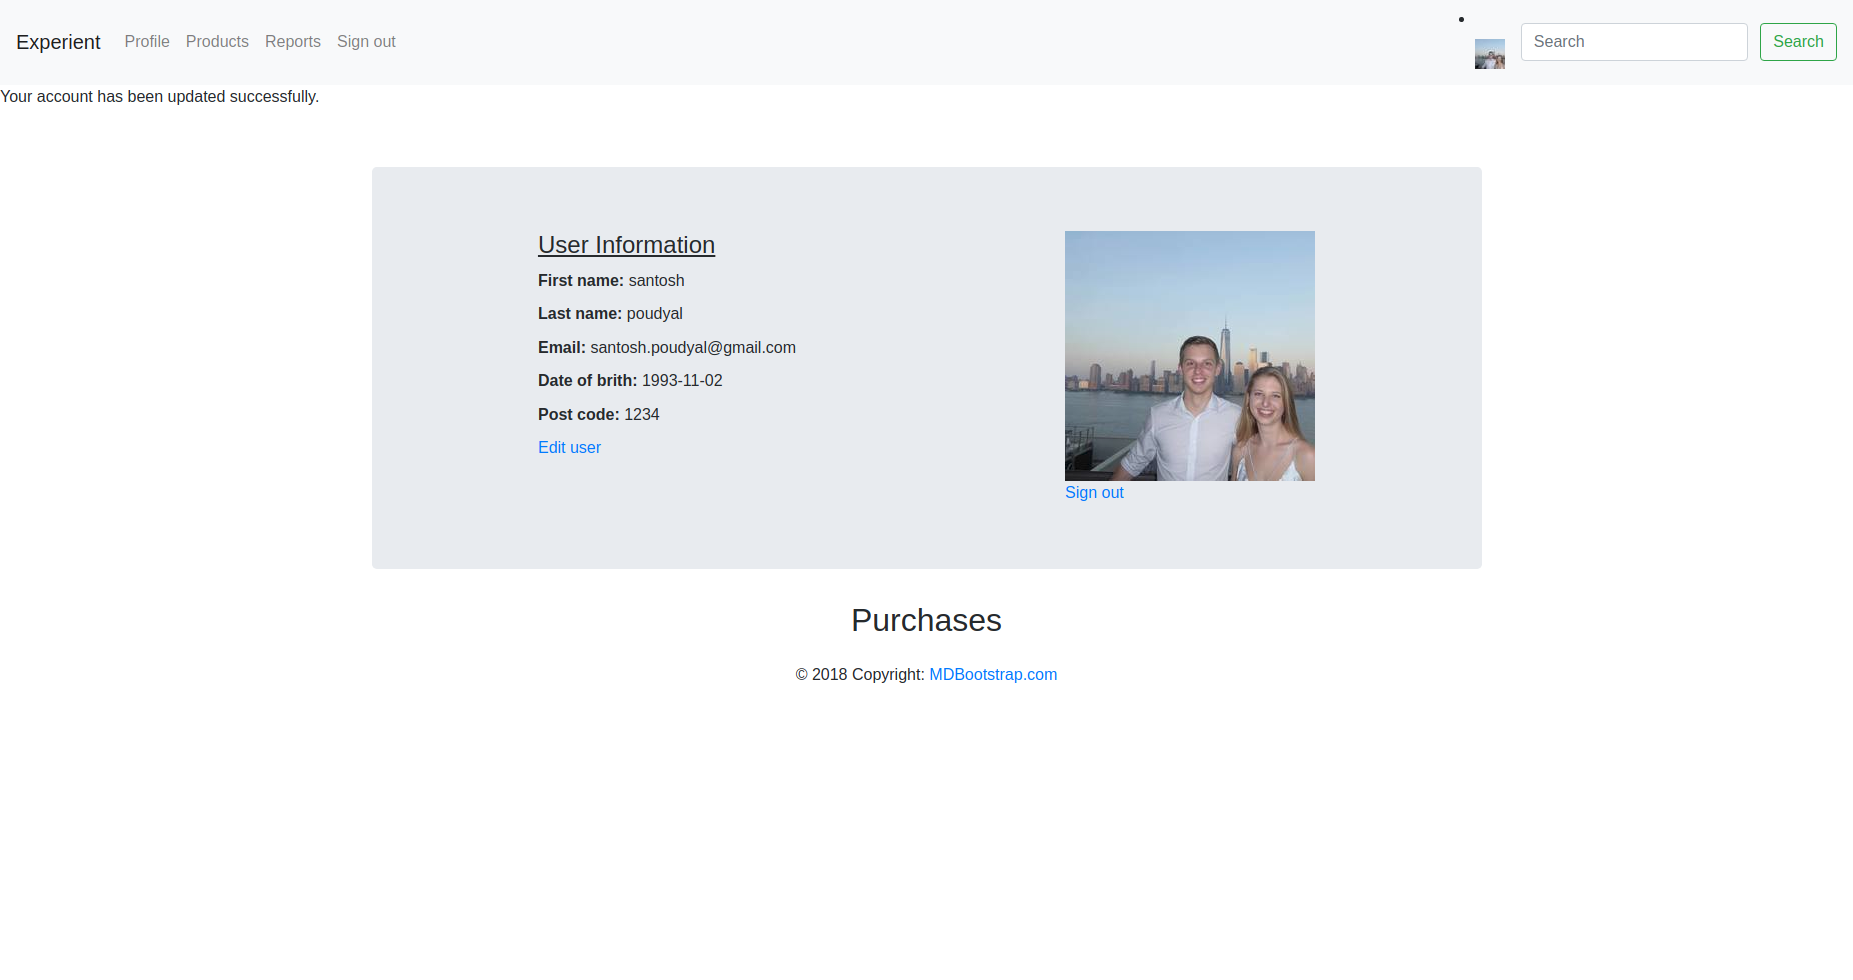 Experient Profile Products Reports Sign out Search Search
Your account has been updated successfully.
User Information
First name: santosh
Last name: poudyal
Email: santosh.poudyal@gmail.com
Date of brith: 1993-11-02
Post code: 1234
Edit user
Sign out
Purchases
© 2018 Copyright: MDBootstrap.com